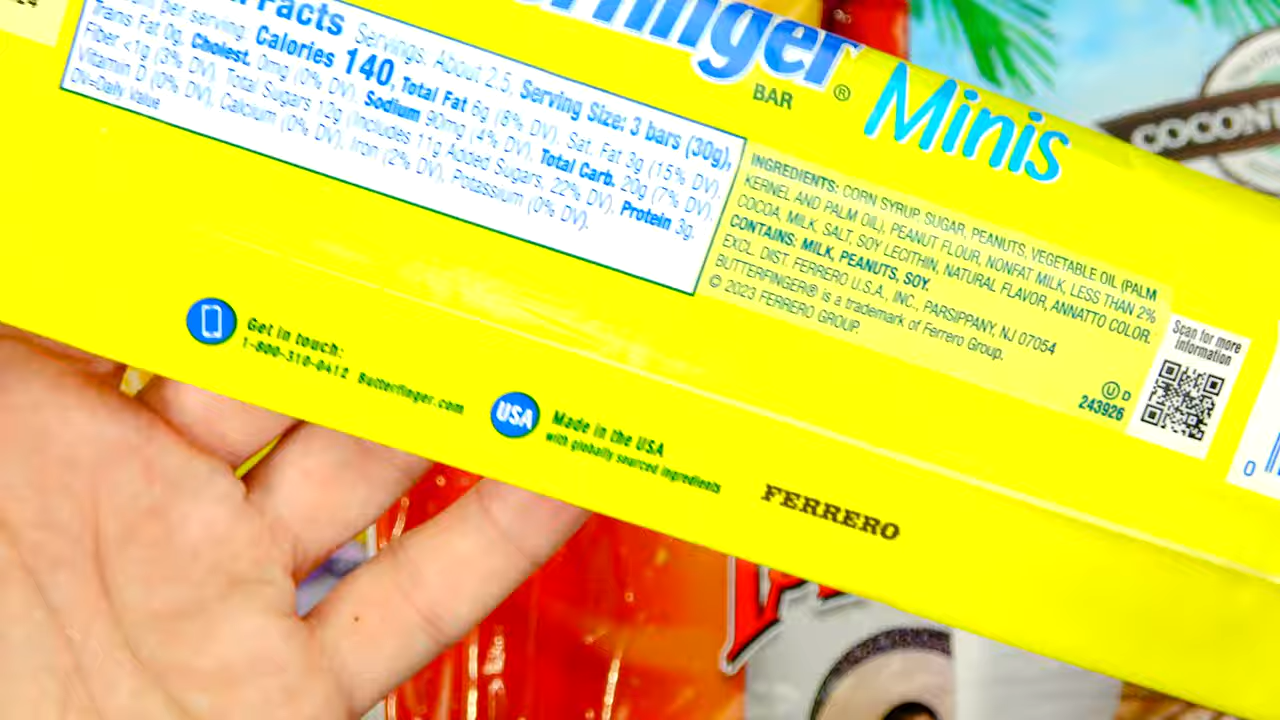 Facts Servings. About 2.5, Serving Size: 3 bars (30g),
per serving. Calories 140, Total Fat 6g (8% DV), Sat. Fat 3g (15% DV),
Trans Fat 0g, Cholest. 0mg (0% DV), Sodium 90mg (4% DV), Total Carb. 20g (7% DV),
Fiber <1g (3% DV), Total Sugars 12g (Includes 11g Added Sugars, 22% DV), Protein 3g.
Vitamin D (0% DV), Calcium (0% DV), Iron (2% DV), Potassium (0% DV).
DV=Daily Value
finger®
BAR
Minis
INGREDIENTS: CORN SYRUP, SUGAR, PEANUTS, VEGETABLE OIL (PALM
KERNEL AND PALM OIL), PEANUT FLOUR, NONFAT MILK, LESS THAN 2%
COCOA, MILK, SALT, SOY LECITHIN, NATURAL FLAVOR, ANNATTO COLOR.
CONTAINS: MILK, PEANUTS, SOY.
EXCL. DIST. FERRERO U.S.A., INC., PARSIPPANY, NJ 07054
BUTTERFINGER® is a trademark of Ferrero Group.
© 2023 FERRERO GROUP.
U D
243926
Scan for more
information
0
Get in touch:
1-800-310-0412 Butterfinger.com
USA
Made in the USA
with globally sourced ingredients
FERRERO
COCONU